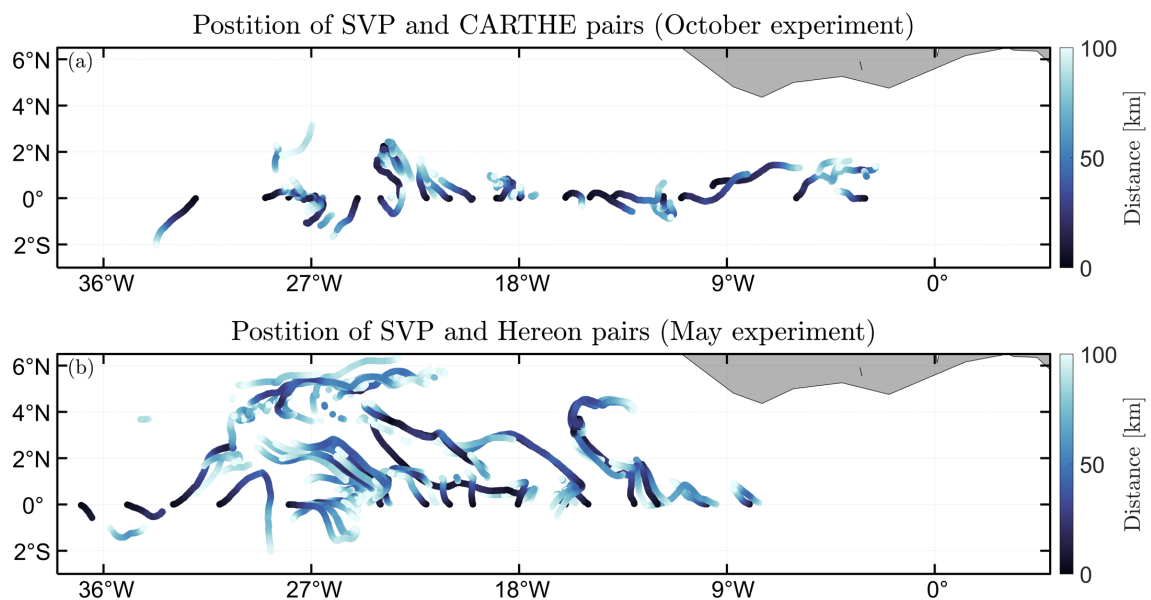 Postition of SVP and CARTHE pairs (October experiment)
(a)
6°N
4°N
2°N
0°
2°S
36°W 27°W 18°W 9°W 0°
100
50
0
Distance [km]
Postition of SVP and Hereon pairs (May experiment)
(b)
6°N
4°N
2°N
0°
2°S
36°W 27°W 18°W 9°W 0°
100
50
0
Distance [km]